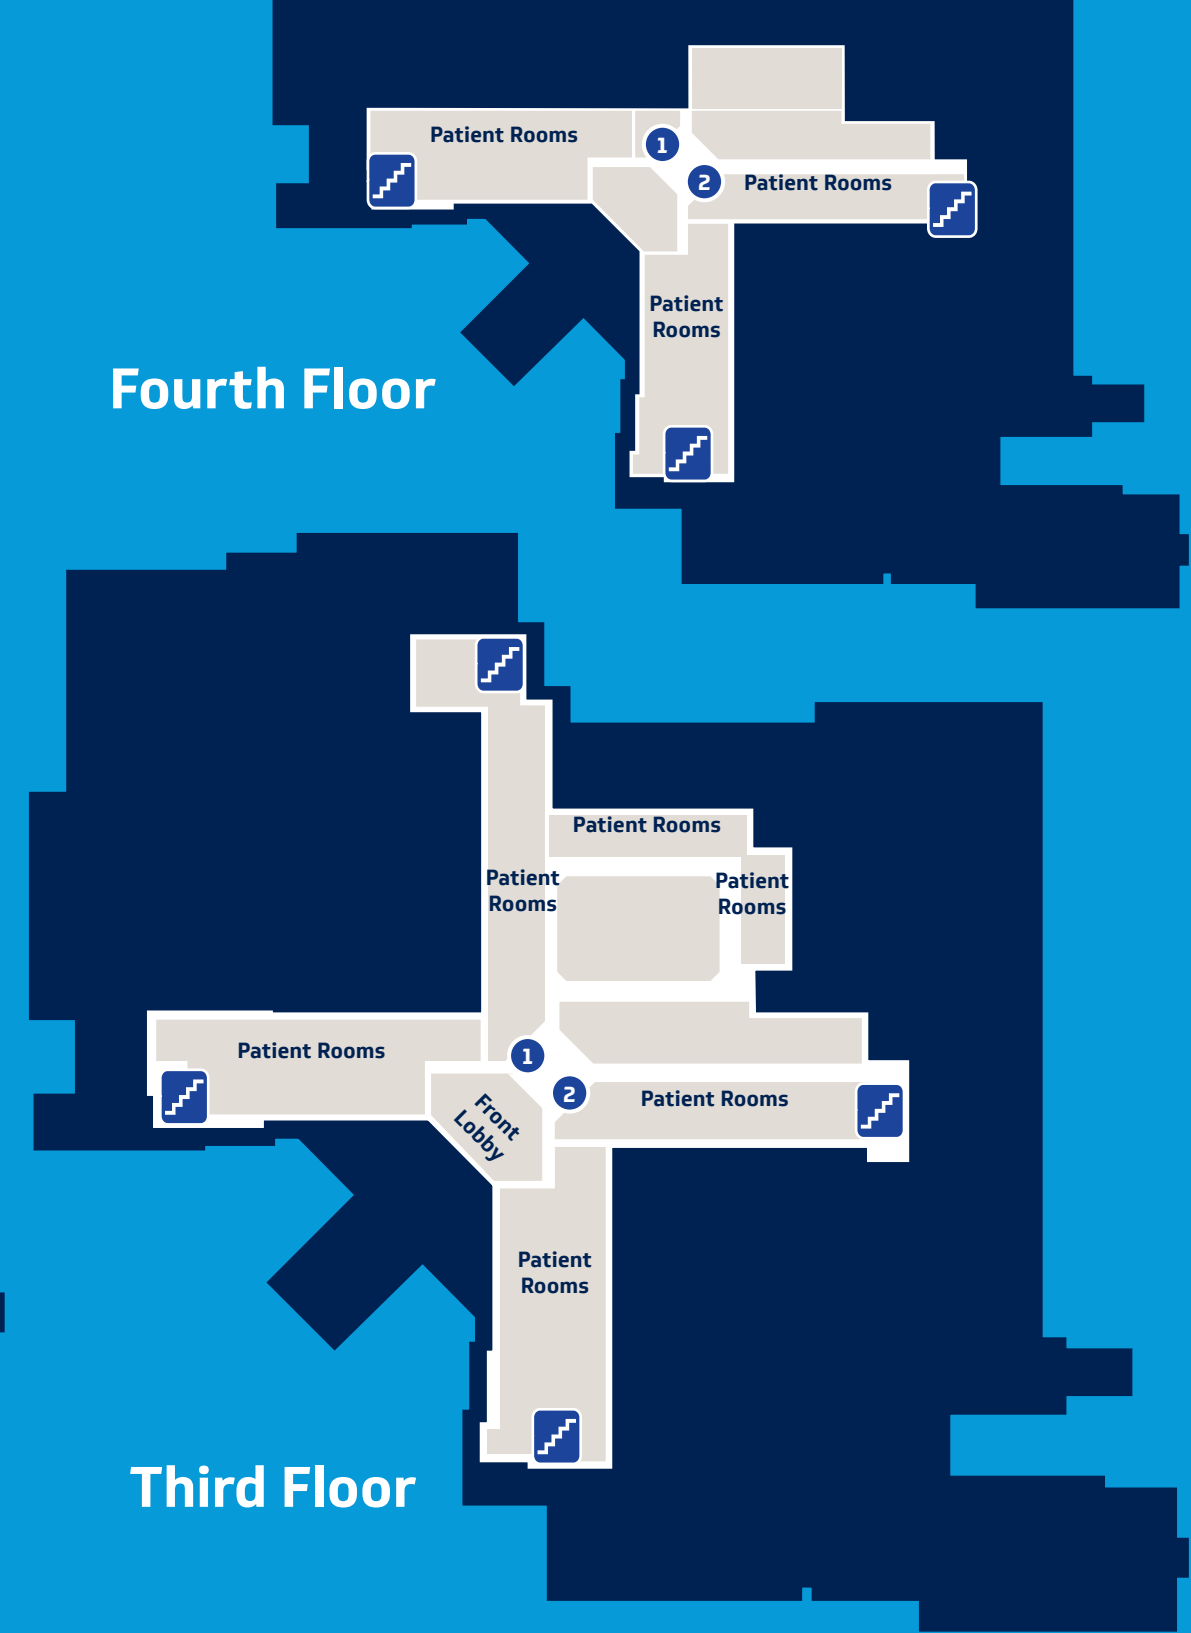 Patient Rooms
1
2
Patient Rooms
Patient
Rooms
Fourth Floor
Patient Rooms
Patient
Rooms
Patient
Rooms
Patient Rooms
1
2
Patient Rooms
Front
Lobby
Patient
Rooms
Third Floor